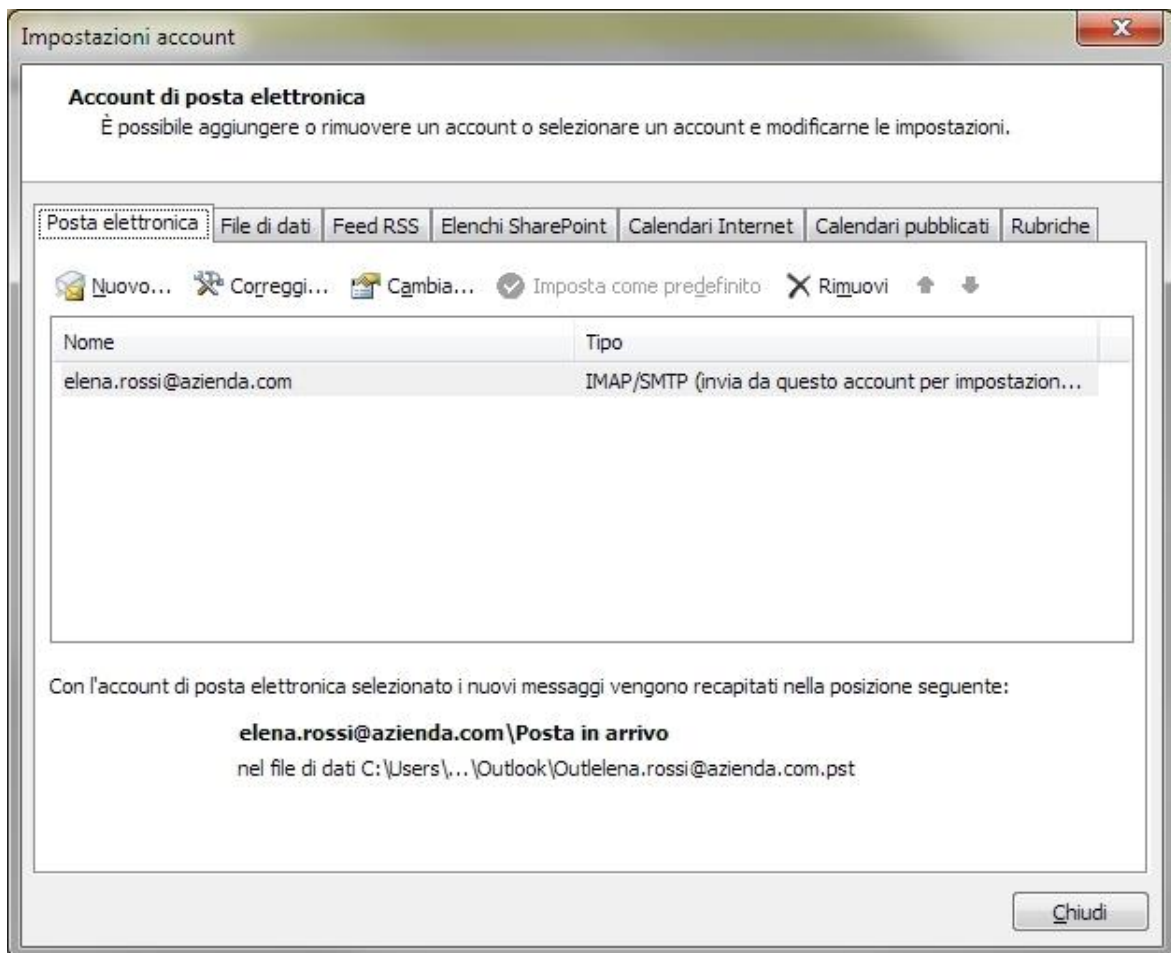 Impostazioni account
Account di posta elettronica
È possibile aggiungere o rimuovere un account o selezionare un account e modificarne le impostazioni.
Posta elettronica File di dati Feed RSS Elenchi SharePoint Calendari Internet Calendari pubblicati Rubriche
Nuovo... Correggi... Cambia... Imposta come predefinito Rimuovi
Nome Tipo
elena.rossi@azienda.com IMAP/SMTP (invia da questo account per impostazion...
Con l'account di posta elettronica selezionato i nuovi messaggi vengono recapitati nella posizione seguente:
elena.rossi@azienda.com\Posta in arrivo
nel file di dati C:\Users\...\Outlook\Outlelena.rossi@azienda.com.pst
Chiudi